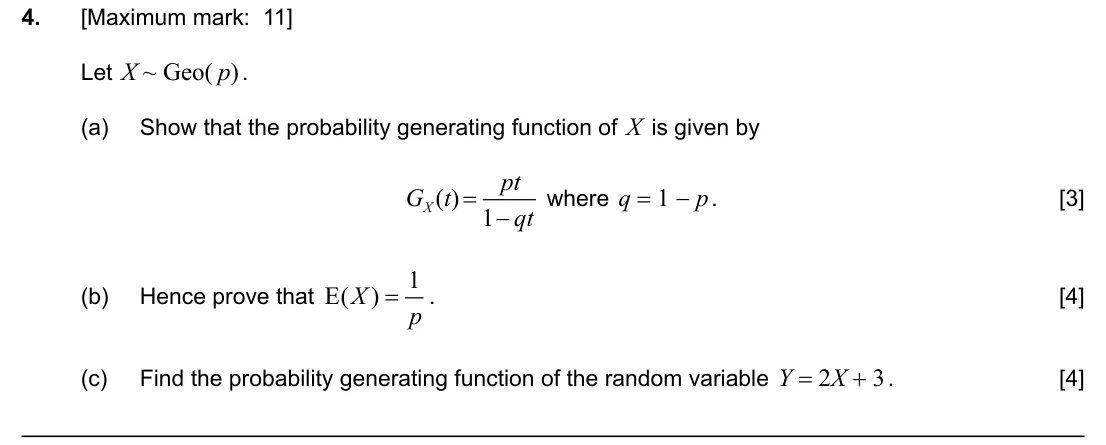 4. [Maximum mark: 11]
Let X ~ Geo(p).
(a) Show that the probability generating function of X is given by
G_X(t) = \frac{pt}{1 - qt} where q = 1 − p. [3]
(b) Hence prove that E(X) = \frac{1}{p}. [4]
(c) Find the probability generating function of the random variable Y = 2X + 3. [4]